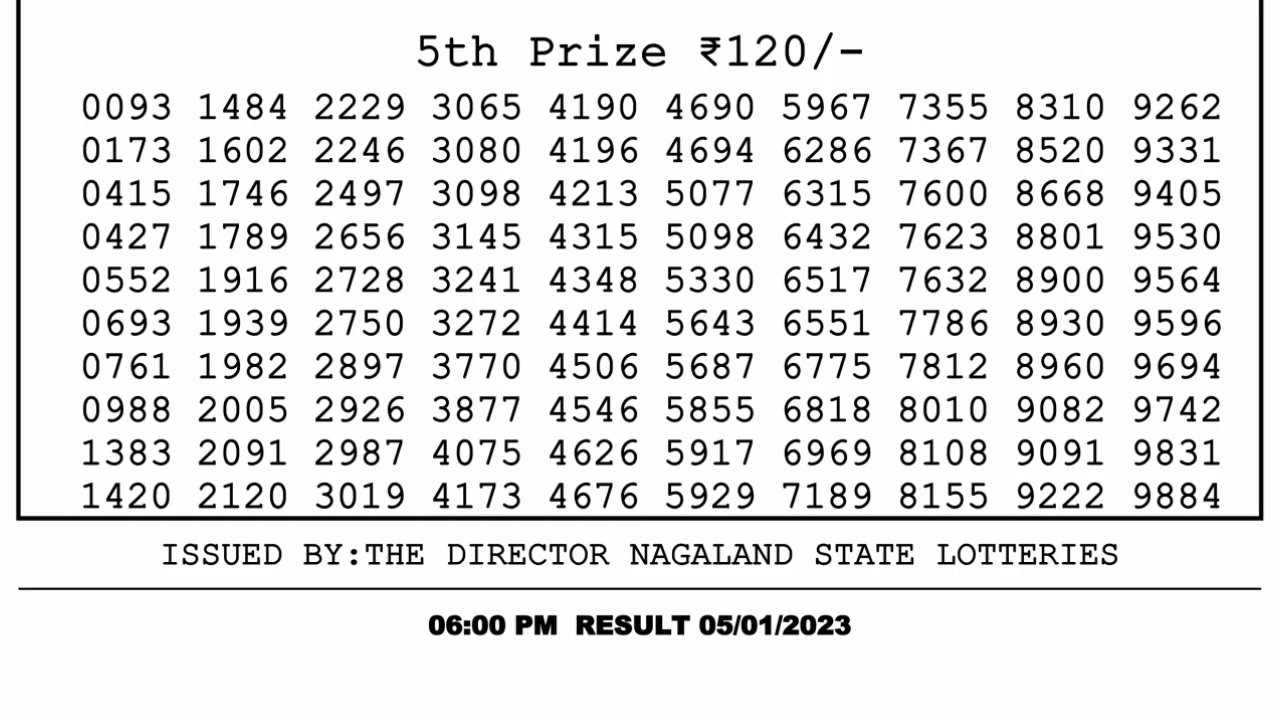 5th Prize ₹120/-
0093 1484 2229 3065 4190 4690 5967 7355 8310 9262
0173 1602 2246 3080 4196 4694 6286 7367 8520 9331
0415 1746 2497 3098 4213 5077 6315 7600 8668 9405
0427 1789 2656 3145 4315 5098 6432 7623 8801 9530
0552 1916 2728 3241 4348 5330 6517 7632 8900 9564
0693 1939 2750 3272 4414 5643 6551 7786 8930 9596
0761 1982 2897 3770 4506 5687 6775 7812 8960 9694
0988 2005 2926 3877 4546 5855 6818 8010 9082 9742
1383 2091 2987 4075 4626 5917 6969 8108 9091 9831
1420 2120 3019 4173 4676 5929 7189 8155 9222 9884
ISSUED BY:THE DIRECTOR NAGALAND STATE LOTTERIES
06:00 PM RESULT 05/01/2023